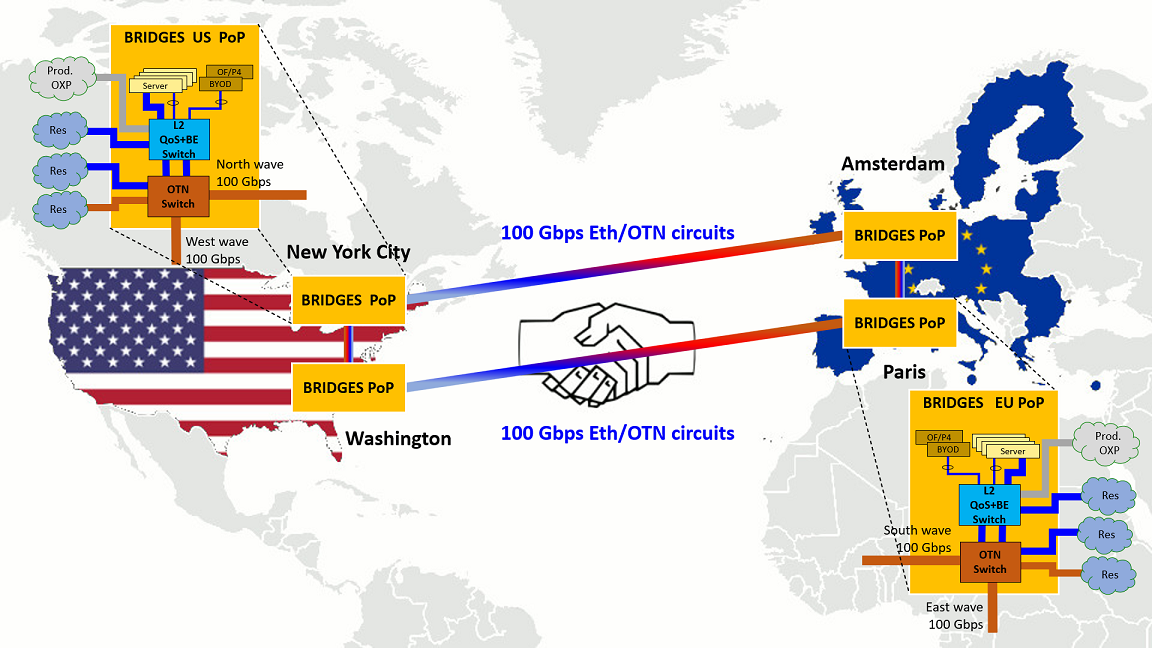 BRIDGES US PoP
Prod.
OXP
Server
OF/P4
BYOD
Res
Res
Res
L2
QoS+BE
Switch
OTN
Switch
North wave
100 Gbps
West wave
100 Gbps
New York City
BRIDGES PoP
BRIDGES PoP
Washington
100 Gbps Eth/OTN circuits
100 Gbps Eth/OTN circuits
Amsterdam
BRIDGES PoP
BRIDGES PoP
Paris
BRIDGES EU PoP
OF/P4
BYOD
Server
Prod.
OXP
L2
QoS+BE
Switch
Res
Res
Res
South wave
100 Gbps
OTN
Switch
East wave
100 Gbps